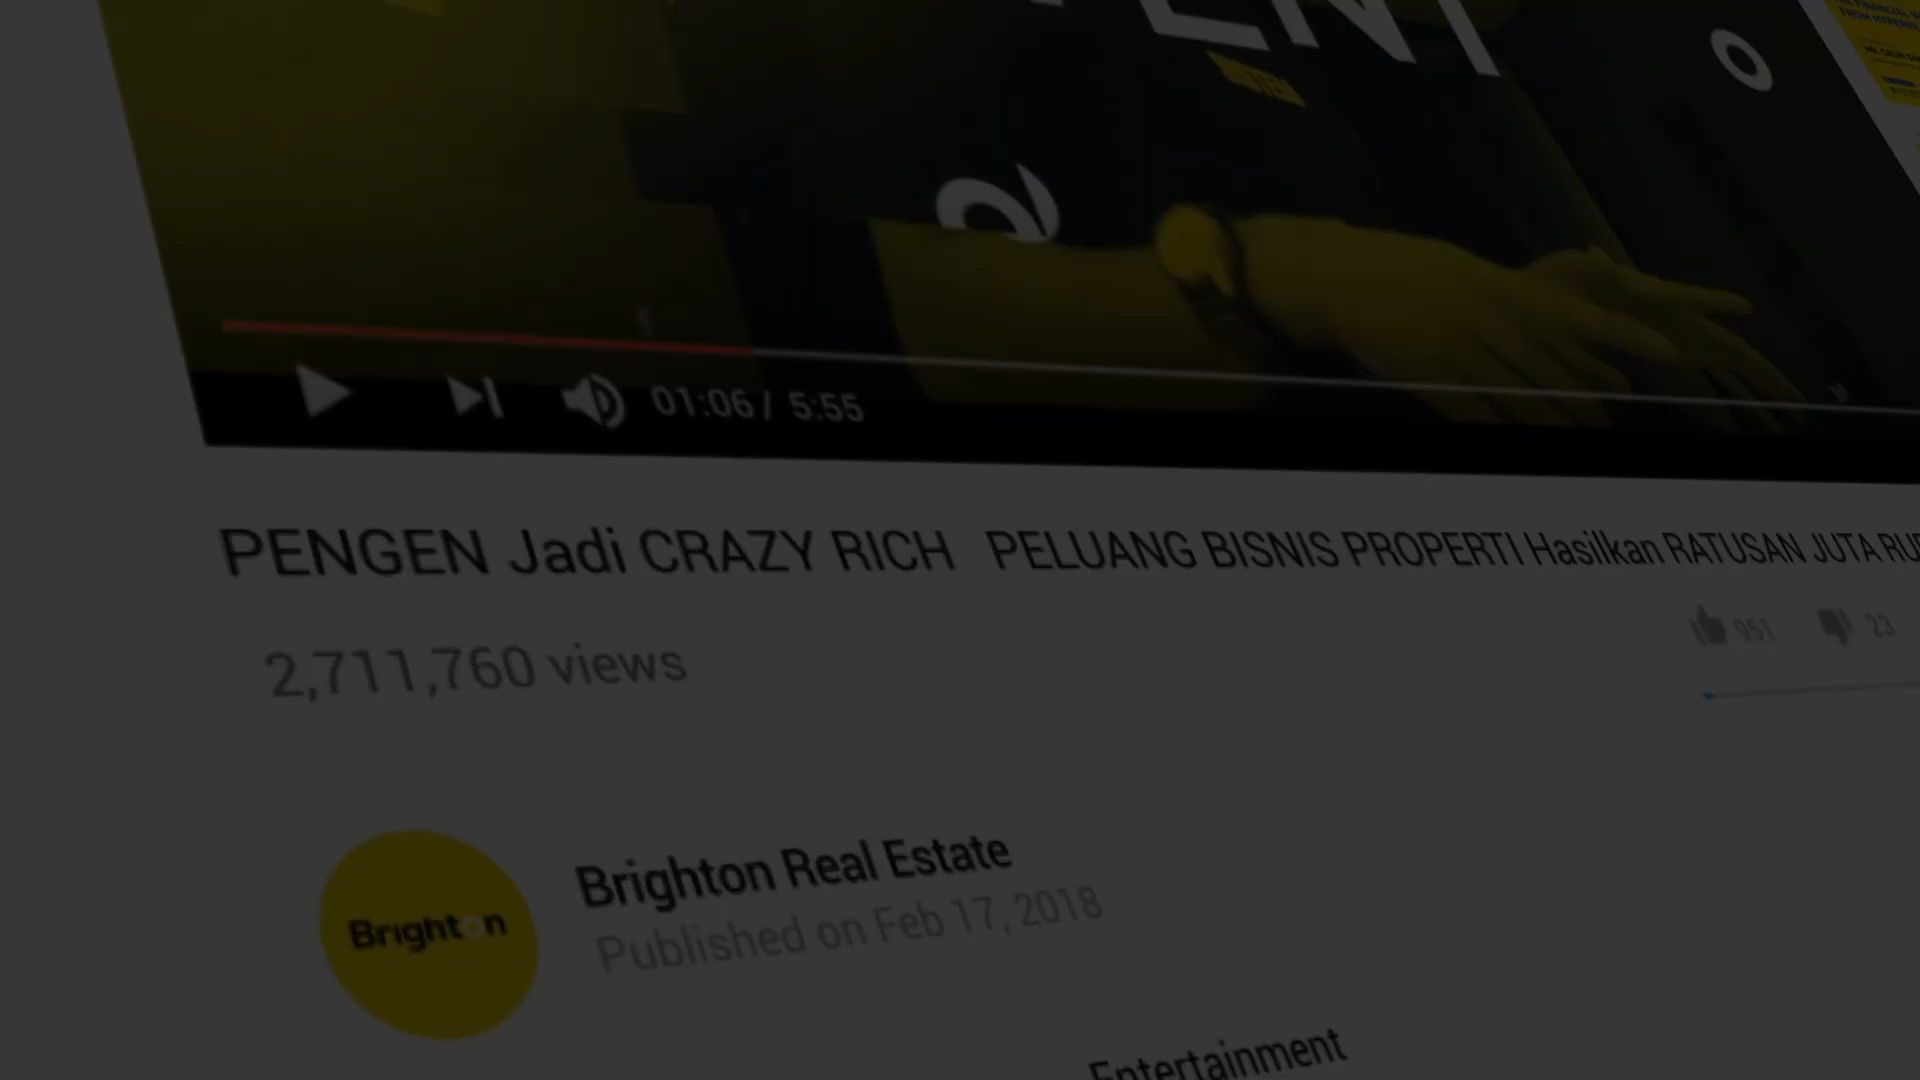 ENT
01:06 / 5:55
PENGEN Jadi CRAZY RICH PELUANG BISNIS PROPERTI Hasilkan RATUSAN JUTA
951 23
2,711,760 views
Brighton
Brighton Real Estate
Published on Feb 17, 2018
Entertainment